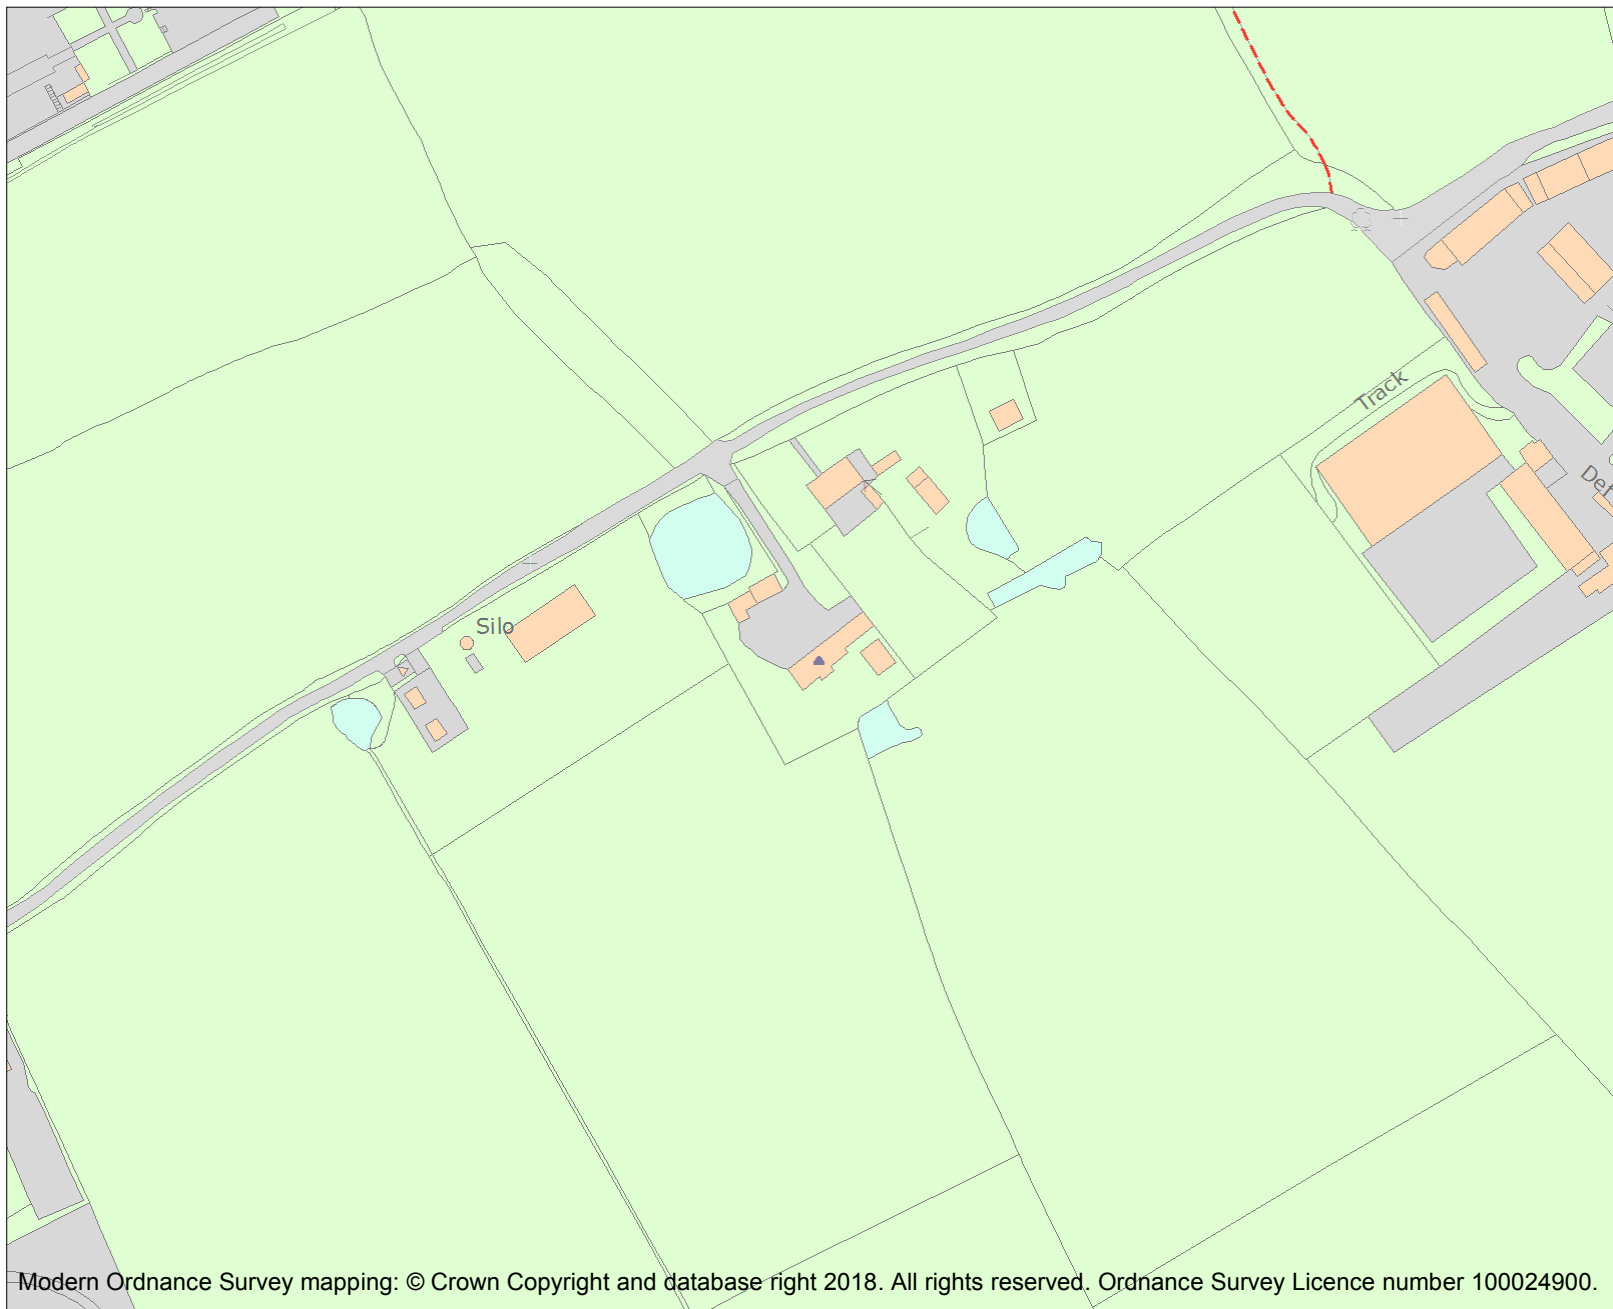 Track
Def
Silo
Modern Ordnance Survey mapping: © Crown Copyright and database right 2018. All rights reserved. Ordnance Survey Licence number 100024900.